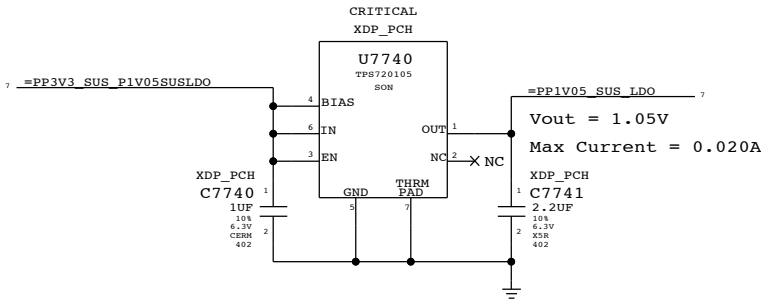 CRITICAL
XDP_PCH
U7740
TPS720105
SON
7 =PP3V3_SUS_P1V05SUSLDO
=PP1V05_SUS_LDO 7
4 BIAS
6 IN
3 EN
OUT 1
NC 2 NC
GND
5
THRM
PAD
7
Vout = 1.05V
Max Current = 0.020A
XDP_PCH
C7740
1UF
10%
6.3V
CERM
402
1
2
XDP_PCH
C7741
2.2UF
10%
6.3V
X5R
402
1
2